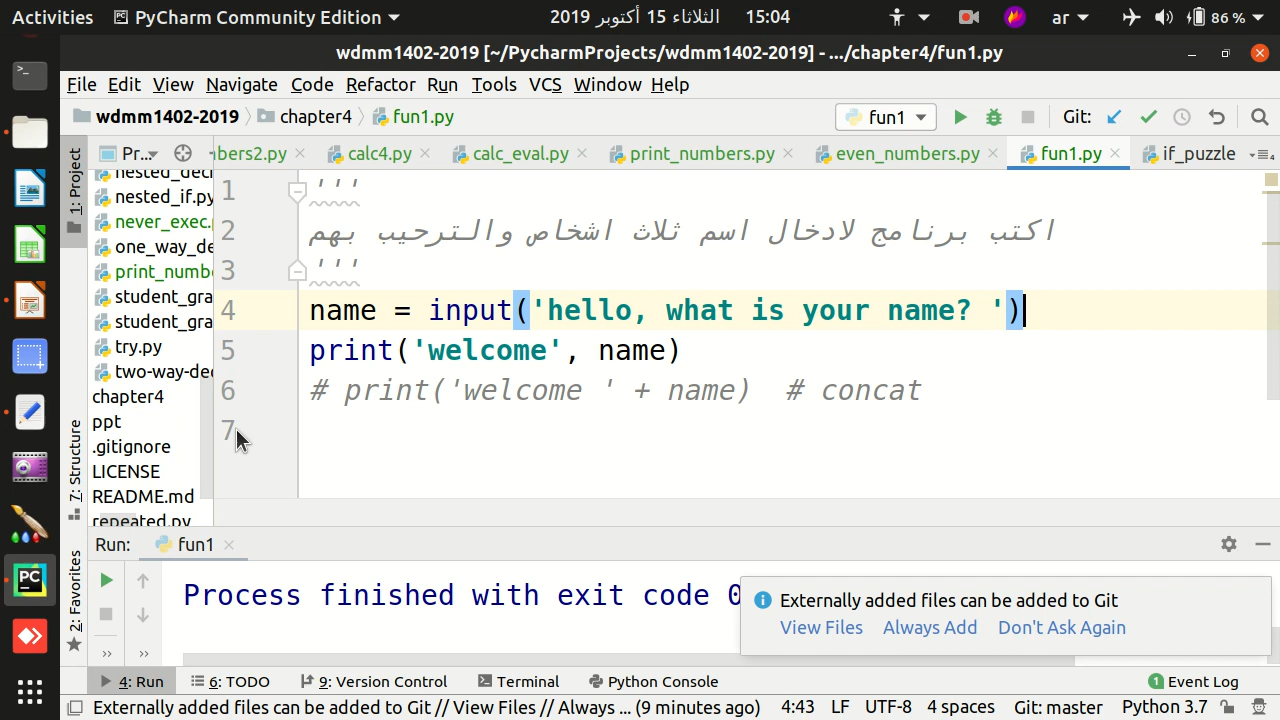 Activities PyCharm Community Edition الثلاثاء 15 أكتوبر 2019 15:04 ar 86 %
wdmm1402-2019 [~/PycharmProjects/wdmm1402-2019] - .../chapter4/fun1.py
File Edit View Navigate Code Refactor Run Tools VCS Window Help
wdmm1402-2019 chapter4 fun1.py fun1 Git:
1: Project
Pr... bers2.py calc4.py calc_eval.py print_numbers.py even_numbers.py fun1.py if_puzzle
nested_deci
nested_if.py
never_exec.
one_way_de
print_numbe
student_gra
student_gra
try.py
two-way-de
chapter4
ppt
.gitignore
LICENSE
README.md
repeated.py
1 '''
2 اكتب برنامج لادخال اسم ثلاث اشخاص والترحيب بهم
3 '''
4 name = input('hello, what is your name? ')
5 print('welcome', name)
6 # print('welcome ' + name)  # concat
7
7: Structure
2: Favorites
Run: fun1
Process finished with exit code 0
Externally added files can be added to Git
View Files Always Add Don't Ask Again
4: Run 6: TODO 9: Version Control Terminal Python Console 1 Event Log
Externally added files can be added to Git // View Files // Always ... (9 minutes ago) 4:43 LF UTF-8 4 spaces Git: master Python 3.7